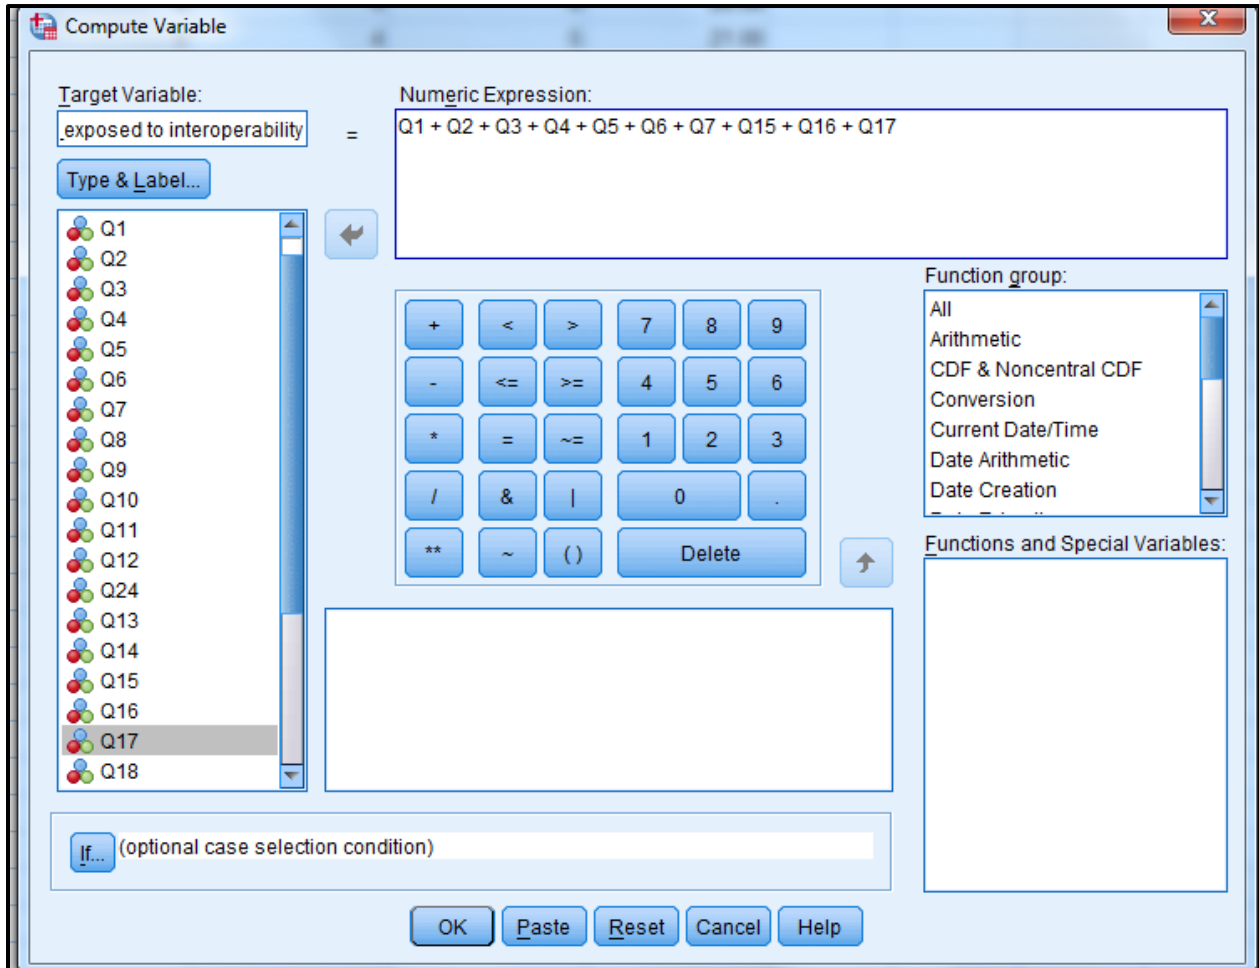 Compute Variable
Target Variable:
exposed to interoperability
=
Numeric Expression:
Q1 + Q2 + Q3 + Q4 + Q5 + Q6 + Q7 + Q15 + Q16 + Q17
Type & Label...
Q1
Q2
Q3
Q4
Q5
Q6
Q7
Q8
Q9
Q10
Q11
Q12
Q24
Q13
Q14
Q15
Q16
Q17
Q18
+ < > 7 8 9
- <= >= 4 5 6
* = ~= 1 2 3
/ & | 0 .
** ~ ( ) Delete
Function group:
All
Arithmetic
CDF & Noncentral CDF
Conversion
Current Date/Time
Date Arithmetic
Date Creation
Functions and Special Variables:
If... (optional case selection condition)
OK Paste Reset Cancel Help